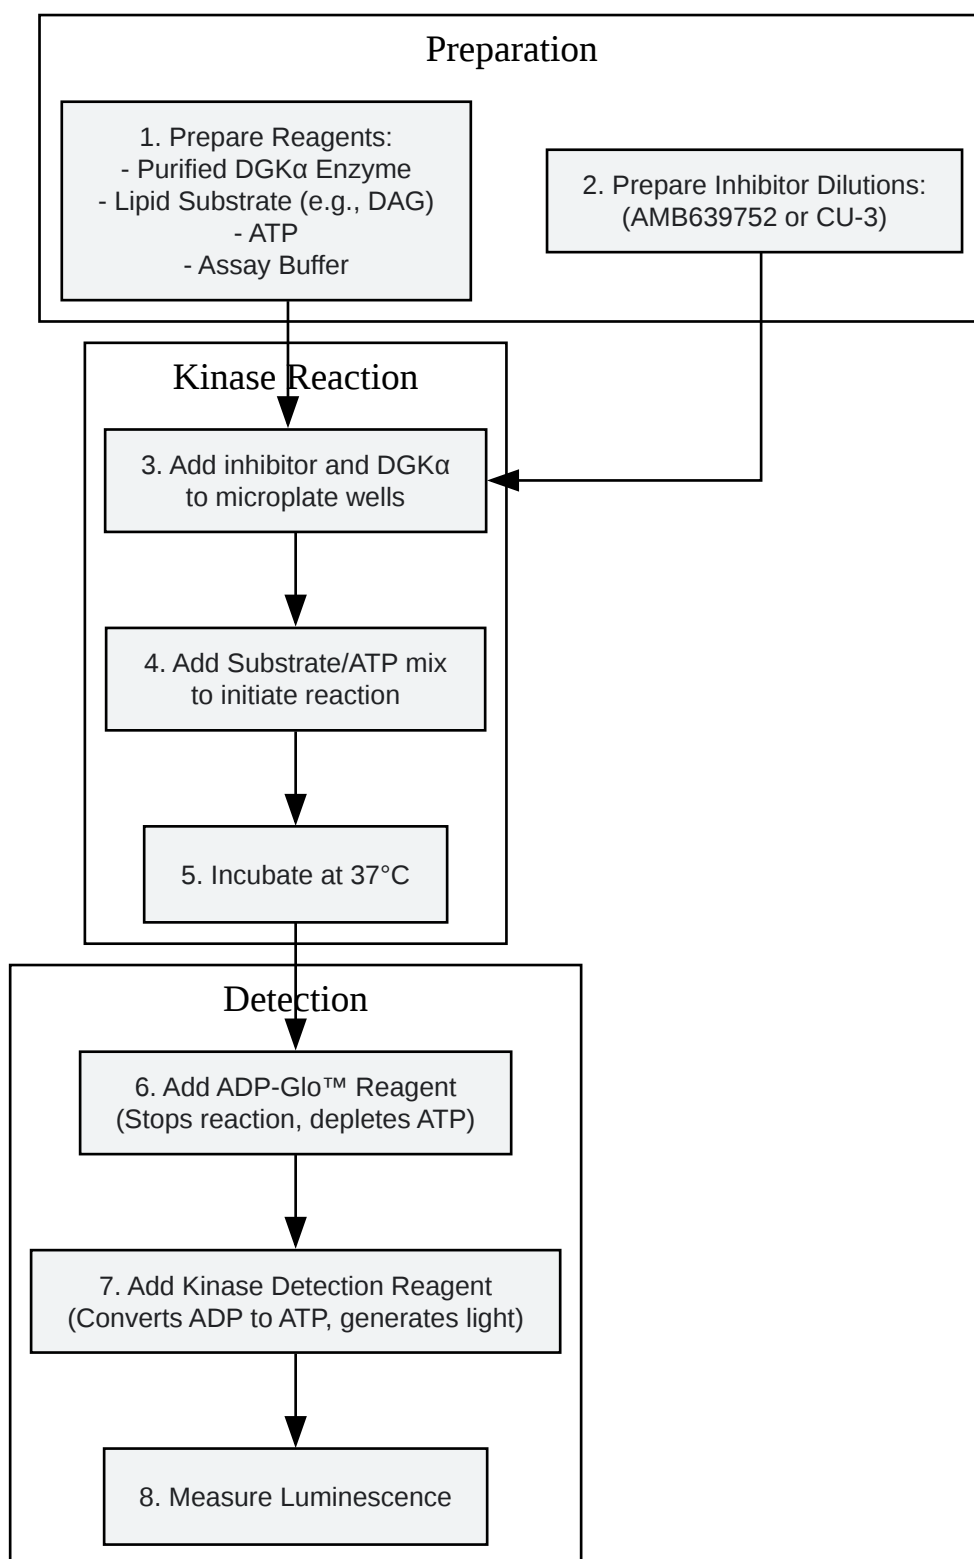 Preparation
1. Prepare Reagents:
- Purified DGKα Enzyme
- Lipid Substrate (e.g., DAG)
- ATP
- Assay Buffer
2. Prepare Inhibitor Dilutions:
(AMB639752 or CU-3)
Kinase Reaction
3. Add inhibitor and DGKα
to microplate wells
4. Add Substrate/ATP mix
to initiate reaction
5. Incubate at 37°C
Detection
6. Add ADP-Glo™ Reagent
(Stops reaction, depletes ATP)
7. Add Kinase Detection Reagent
(Converts ADP to ATP, generates light)
8. Measure Luminescence